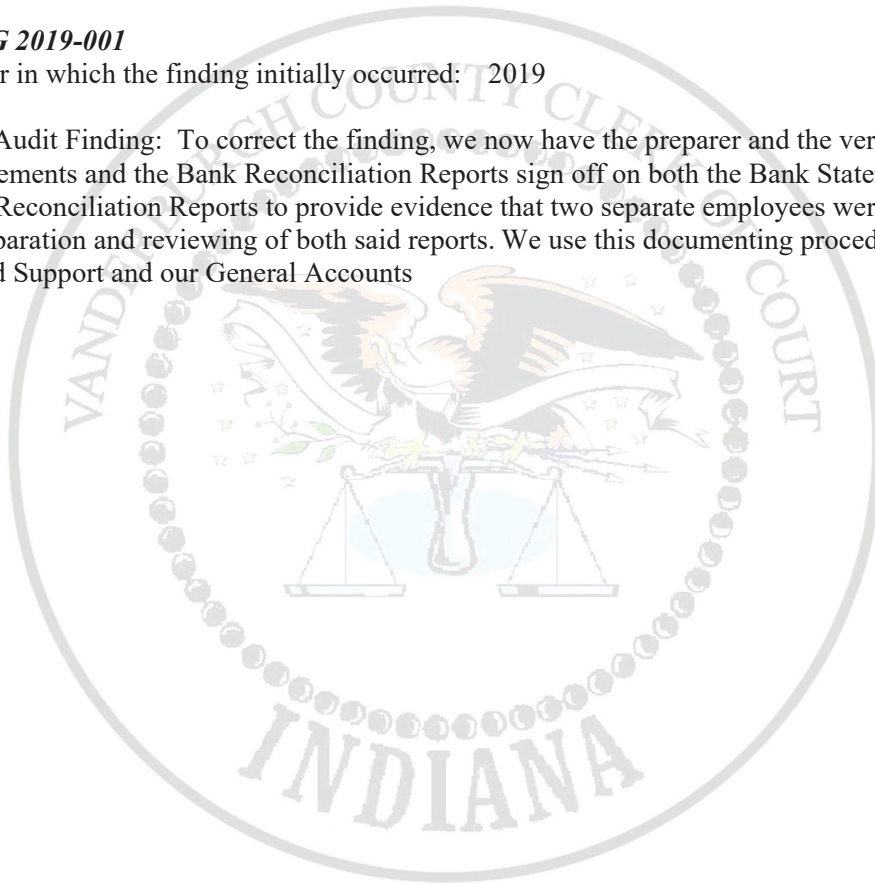 G 2019-001
r in which the finding initially occurred: 2019
Audit Finding: To correct the finding, we now have the preparer and the ver
ements and the Bank Reconciliation Reports sign off on both the Bank State
Reconciliation Reports to provide evidence that two separate employees wer
paration and reviewing of both said reports. We use this documenting proced
d Support and our General Accounts
VANDERBURGH COUNTY CLERK OF COURT
INDIANA